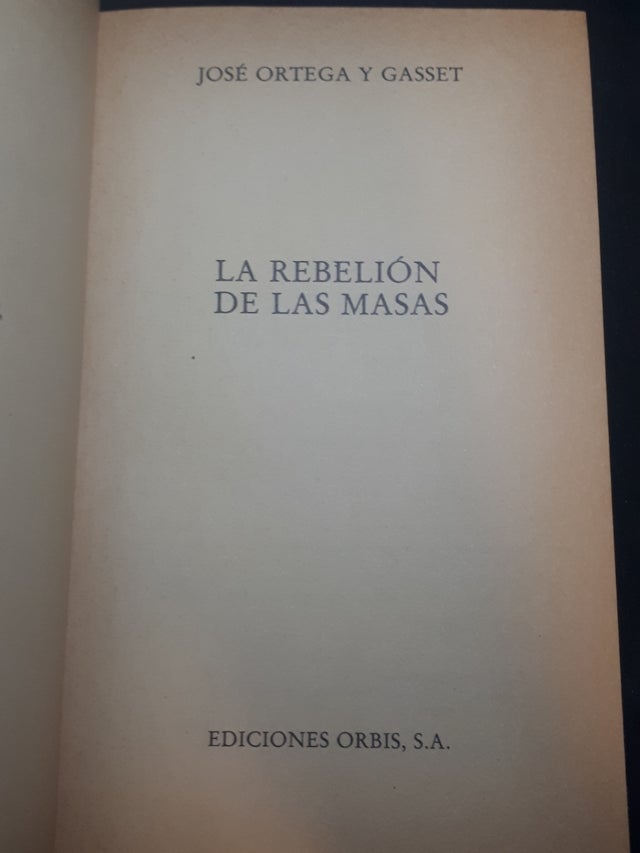 JOSÉ ORTEGA Y GASSET
LA REBELIÓN
DE LAS MASAS
EDICIONES ORBIS, S.A.